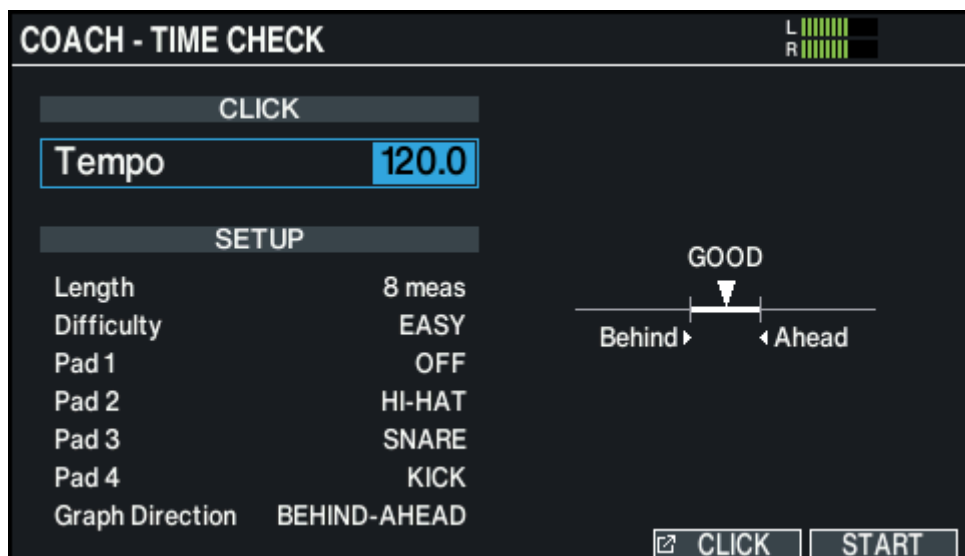 COACH - TIME CHECK
L
R
CLICK
Tempo 120.0
SETUP
Length 8 meas
Difficulty EASY
Pad 1 OFF
Pad 2 HI-HAT
Pad 3 SNARE
Pad 4 KICK
Graph Direction BEHIND-AHEAD
GOOD
Behind Ahead
CLICK START